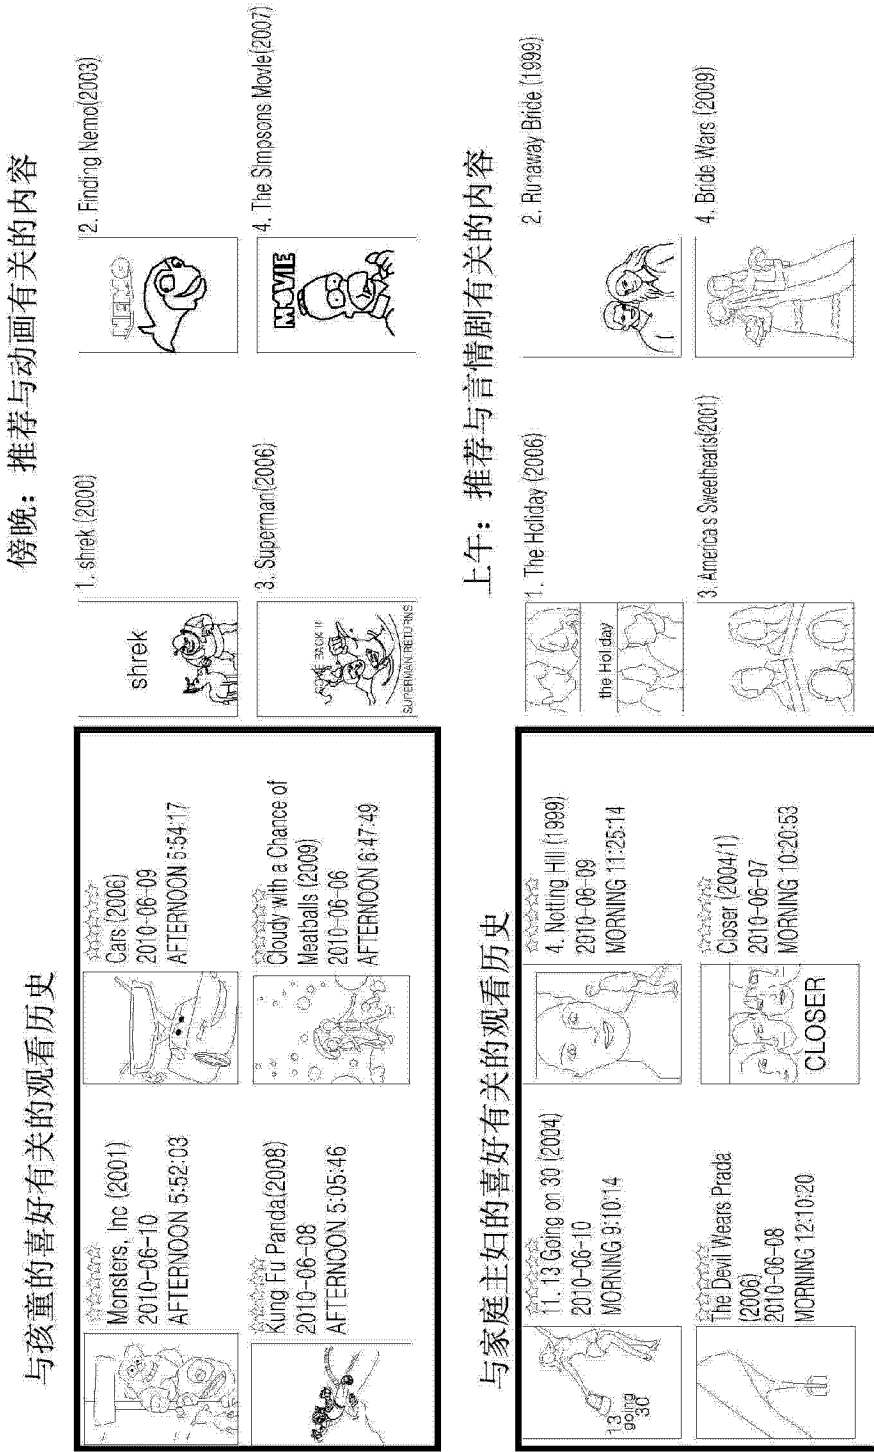 与孩童的喜好有关的观看历史
☆☆☆☆☆☆
Monsters, Inc (2001)
2010-06-10
AFTERNOON 5:52:03
☆☆☆☆☆☆
Cars (2006)
2010-06-09
AFTERNOON 5:54:17
☆☆☆☆☆☆
Kung Fu Panda(2008)
2010-06-08
AFTERNOON 5:05:46
☆☆☆☆☆☆
Cloudy with a Chance of
Meatballs (2009)
2010-06-06
AFTERNOON 6:47:49
傍晚：推荐与动画有关的内容
shrek
1. shrek (2000)
NEMO
2. Finding Nemo(2003)
SUPERMAN RETURNS
3. Superman(2006)
MOVIE
4. The Simpsons Movie(2007)
与家庭主妇的喜好有关的观看历史
13
going
30
☆☆☆☆☆☆
11. 13 Going on 30 (2004)
2010-06-10
MORNING 9:10:14
☆☆☆☆☆☆
4. Notting Hill (1999)
2010-06-09
MORNING 11:25:14
☆☆☆☆☆☆
The Devil Wears Prada
(2006)
2010-06-08
MORNING 12:10:20
CLOSER
☆☆☆☆☆☆
Closer (2004/1)
2010-06-07
MORNING 10:20:53
上午：推荐与言情剧有关的内容
the Holiday
1. The Holiday (2006)
2. Runaway Bride (1999)
3. America's Sweethearts(2001)
4. Bride Wars (2009)